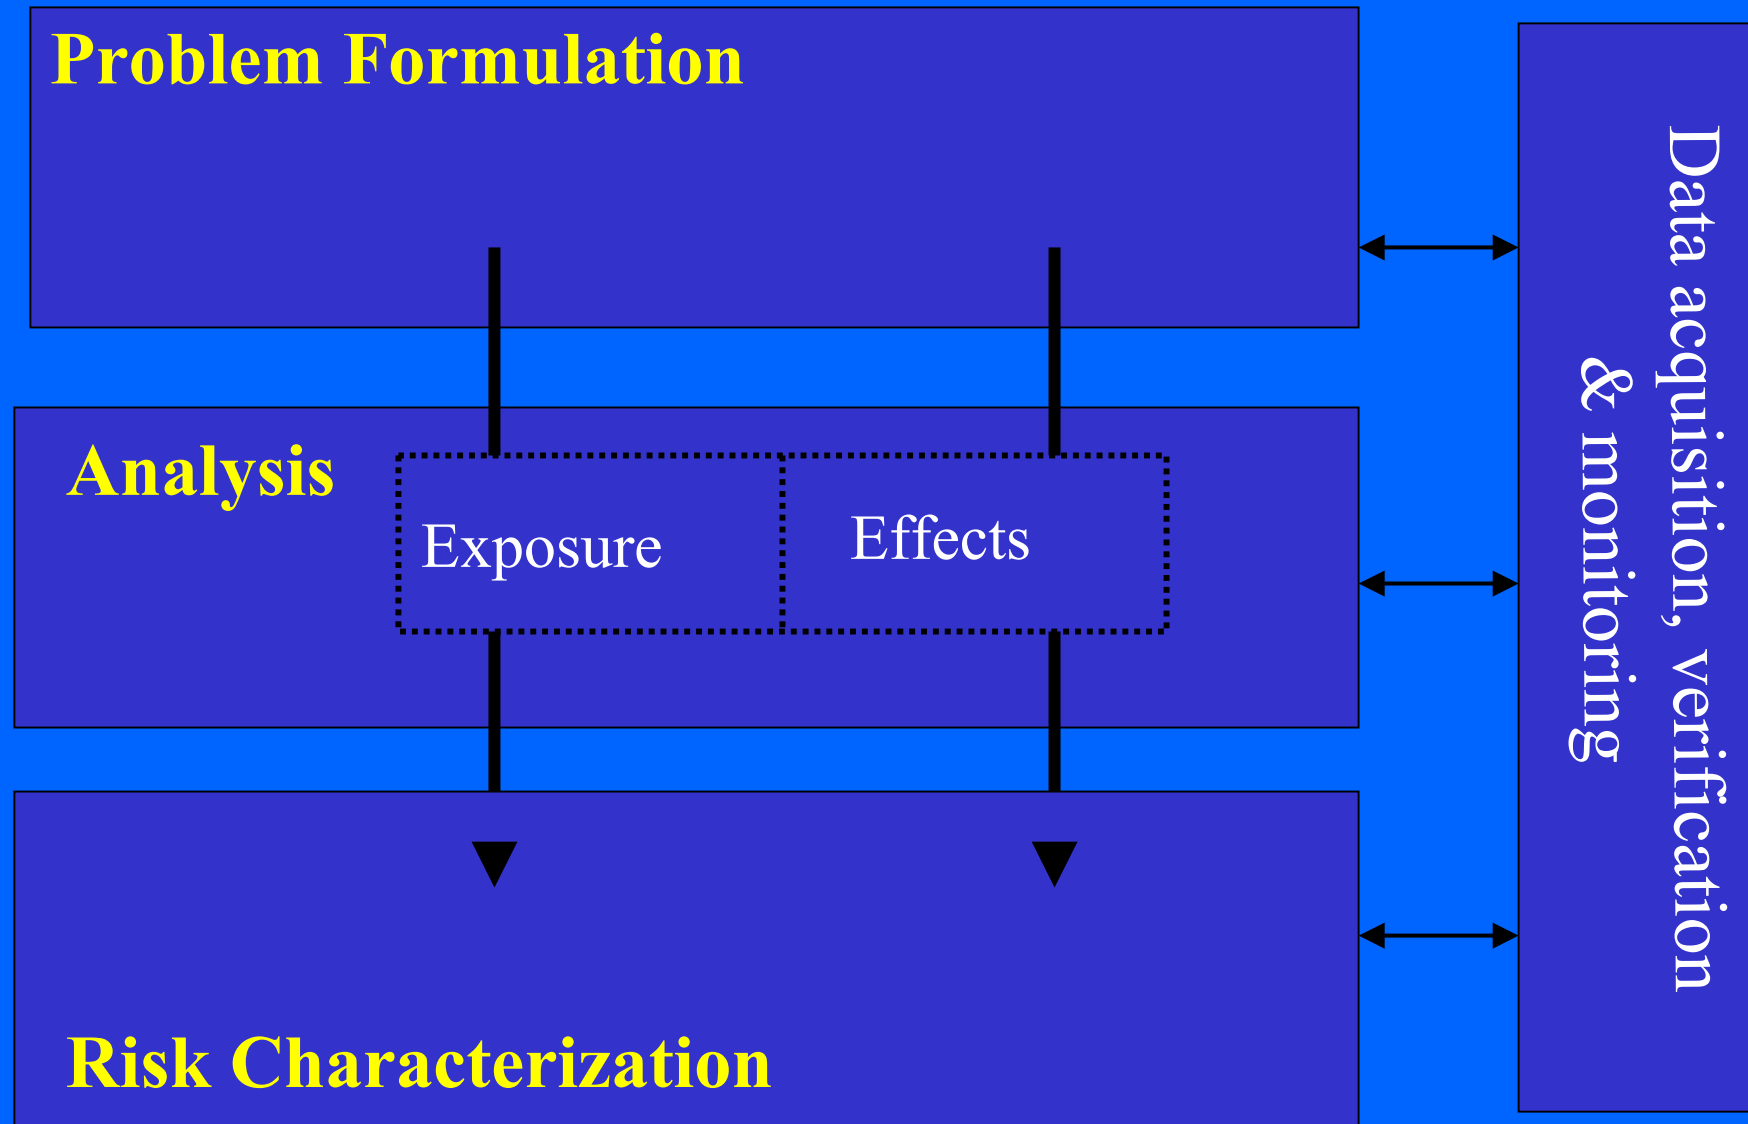 Problem Formulation
Analysis
Exposure
Effects
Risk Characterization
Data acquisition, verification
& monitoring